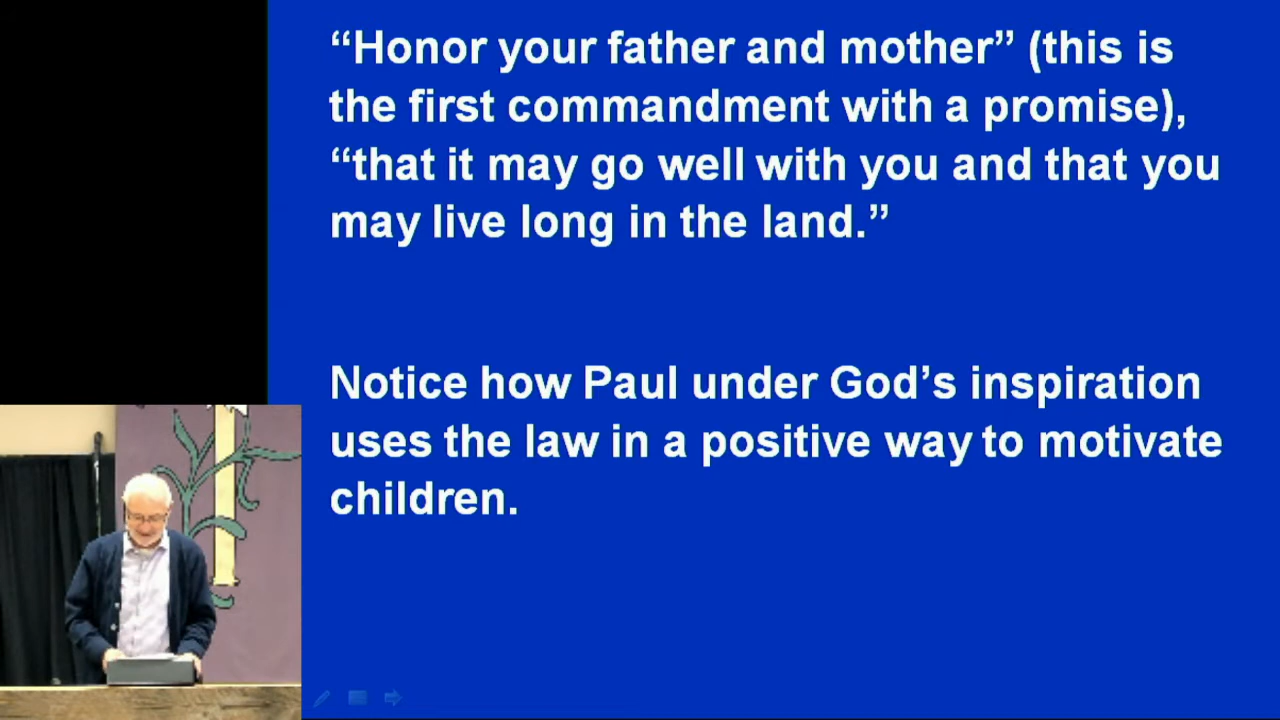 “Honor your father and mother” (this is
the first commandment with a promise),
“that it may go well with you and that you
may live long in the land.”
Notice how Paul under God’s inspiration
uses the law in a positive way to motivate
children.